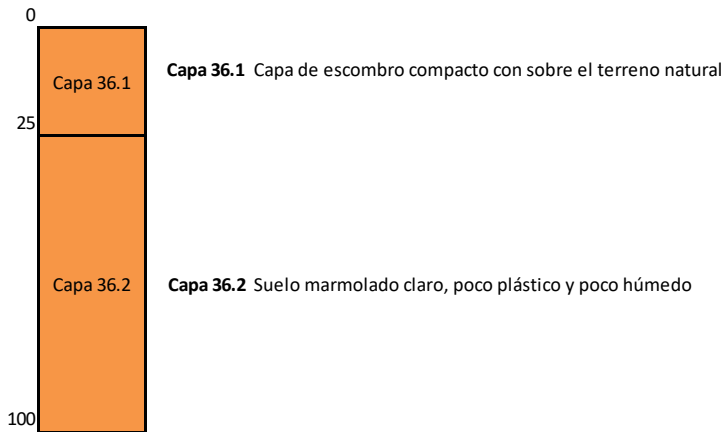 0
Capa 36.1
Capa 36.1 Capa de escombro compacto con sobre el terreno natural
25
Capa 36.2
Capa 36.2 Suelo marmolado claro, poco plástico y poco húmedo
100